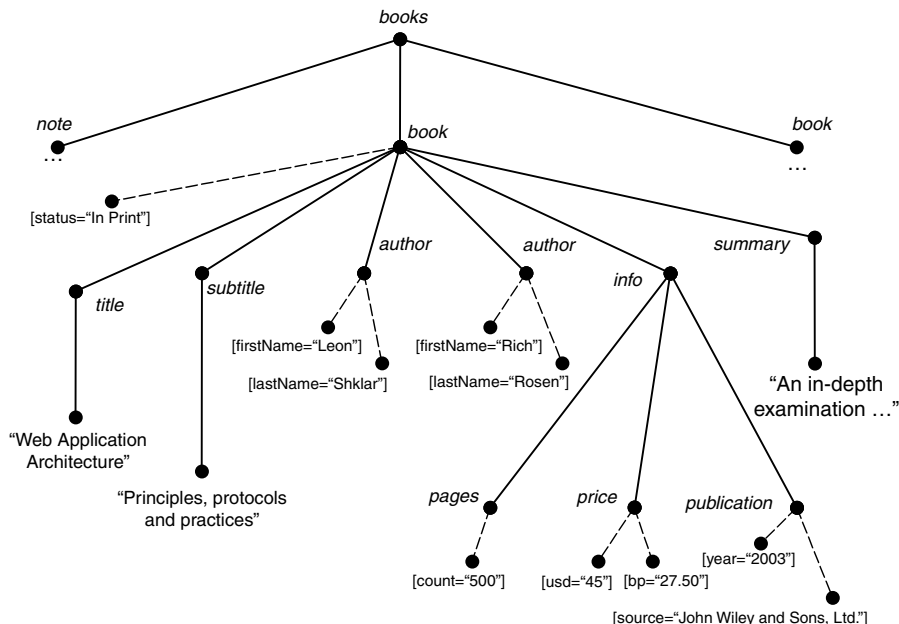 books
note
...
book
book
...
[status=“In Print”]
title
subtitle
author
author
info
summary
[firstName=“Leon”]
[firstName=“Rich”]
[lastName=“Shklar”]
[lastName=“Rosen”]
“An in-depth
examination ...”
“Web Application
Architecture”
“Principles, protocols
and practices”
pages
price
publication
[count=“500”]
[usd=“45”]
[bp=“27.50”]
[year=“2003”]
[source=“John Wiley and Sons, Ltd.”]